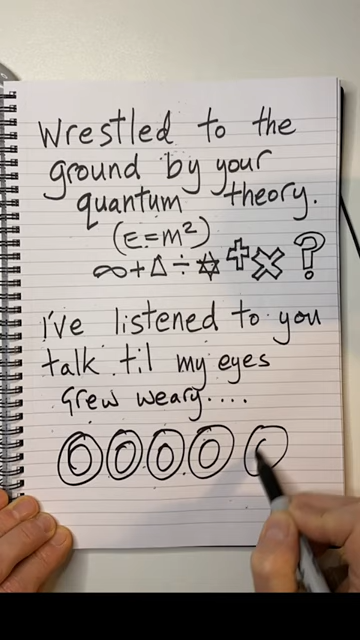 Wrestled to the
ground by your
quantum theory.
(E=m²)
∞+△÷✡+×?
I've listened to you
talk til my eyes
Grew weary....